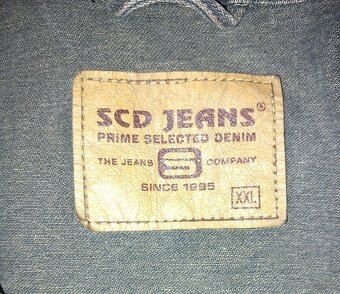 SCD JEANS®
PRIME SELECTED DENIM
THE JEANS S COMPANY
SINCE 1995
XXL